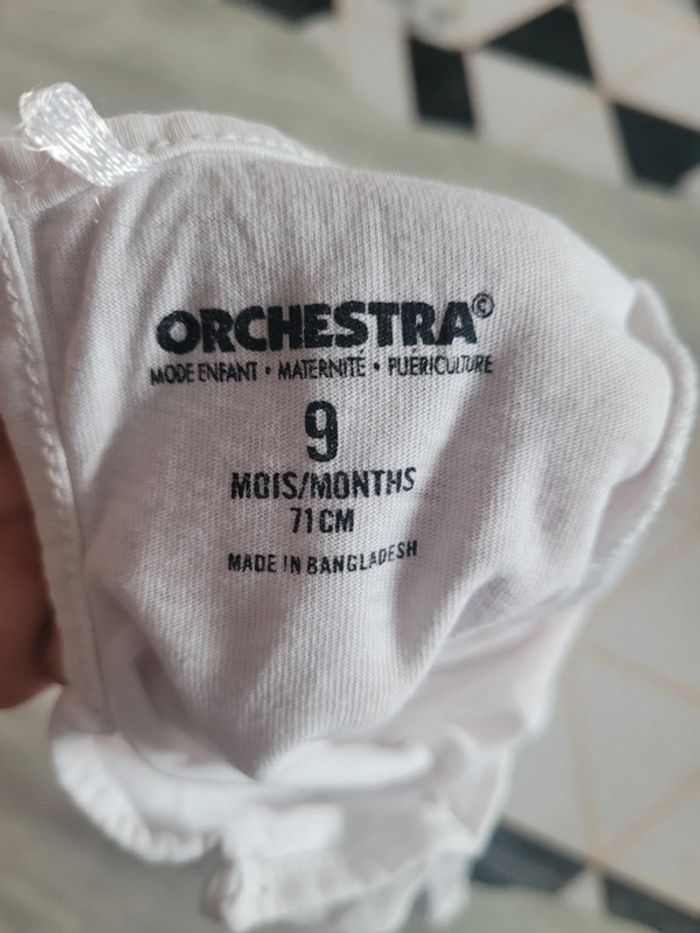 ORCHESTRA©
MODE ENFANT • MATERNITÉ • PUÉRICULTURE
9
MOIS/MONTHS
71CM
MADE IN BANGLADESH